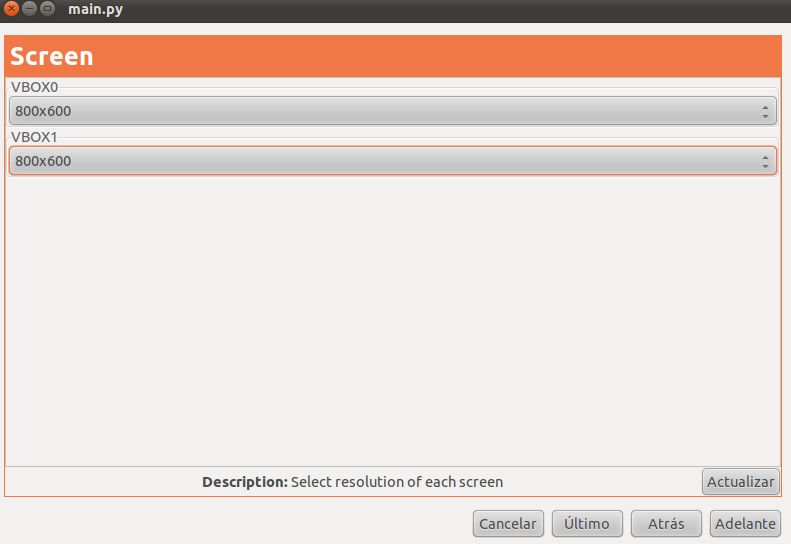 main.py
Screen
VBOX0
800x600
VBOX1
800x600
Description: Select resolution of each screen
Actualizar
Cancelar
Último
Atrás
Adelante